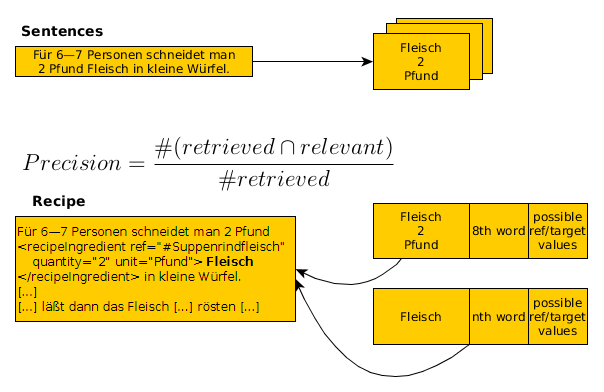 Sentences
Für 6—7 Personen schneidet man
2 Pfund Fleisch in kleine Würfel.
Fleisch
2
Pfund
Precision = #(retrieved ∩ relevant) / #retrieved
Recipe
Für 6—7 Personen schneidet man 2 Pfund
<recipeIngredient ref="#Suppenrindfleisch"
quantity="2" unit="Pfund"> Fleisch
</recipeIngredient> in kleine Würfel.
[...]
[...] läßt dann das Fleisch [...] rösten [...]
Fleisch
2
Pfund
8th word
possible
ref/target
values
Fleisch
nth word
possible
ref/target
values